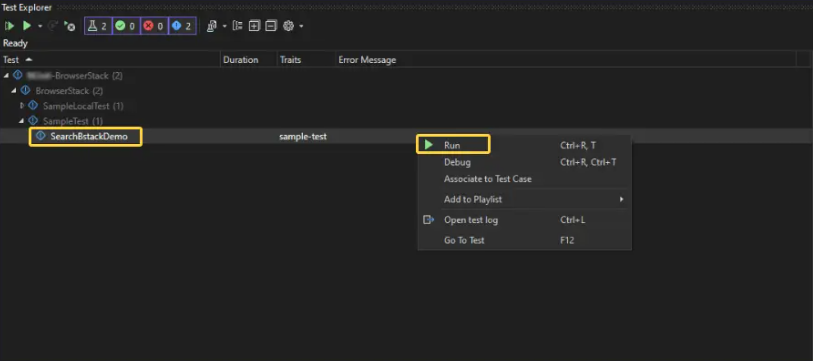 Test Explorer
2 0 0 2
Ready
Test Duration Traits Error Message
-BrowserStack (2)
BrowserStack (2)
SampleLocalTest (1)
SampleTest (1)
SearchBstackDemo sample-test
Run Ctrl+R, T
Debug Ctrl+R, Ctrl+T
Associate to Test Case
Add to Playlist
Open test log Ctrl+L
Go To Test F12